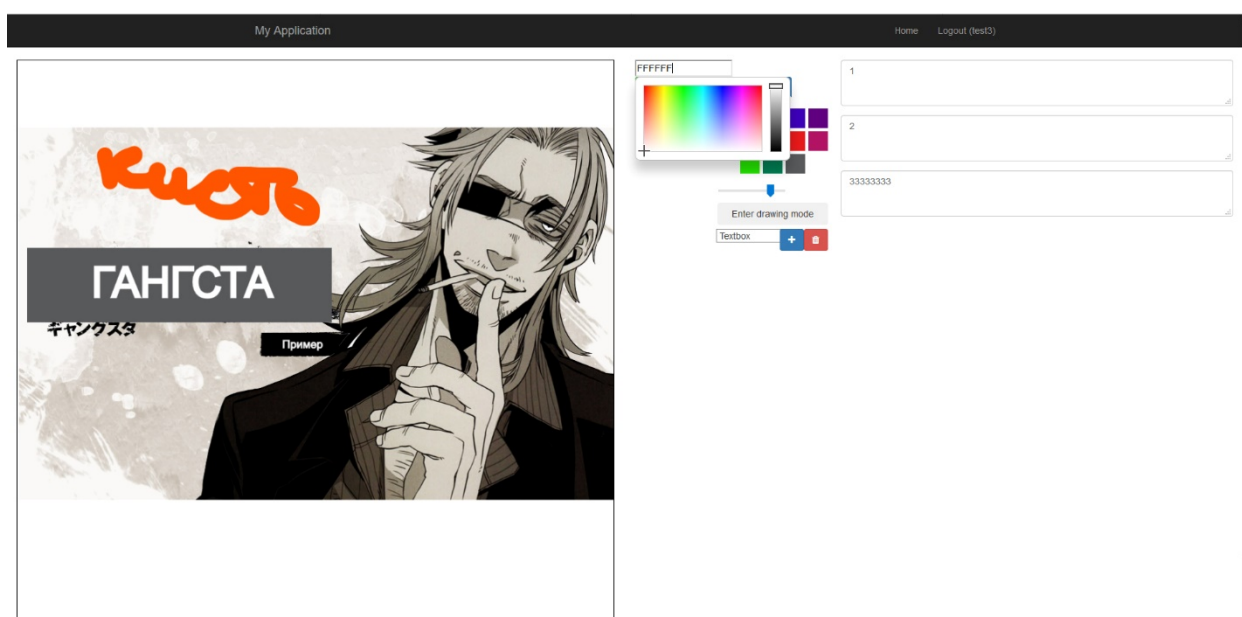 My Application
Home
Logout (test3)
Кисть
ГАНГСТА
ギャングスタ
Пример
FFFFFF
Enter drawing mode
Textbox
1
2
33333333